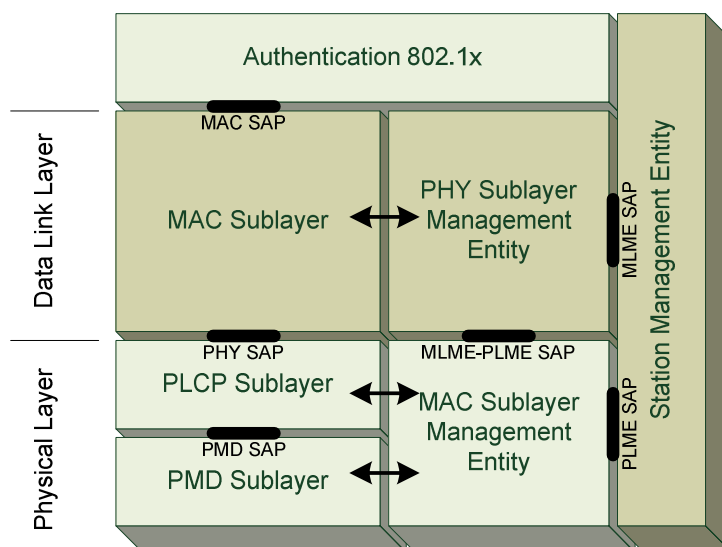 Authentication 802.1x
MAC SAP
Data Link Layer
MAC Sublayer
PHY Sublayer
Management
Entity
MLME SAP
Station Management Entity
PHY SAP
MLME-PLME SAP
Physical Layer
PLCP Sublayer
MAC Sublayer
Management
Entity
PLME SAP
PMD SAP
PMD Sublayer